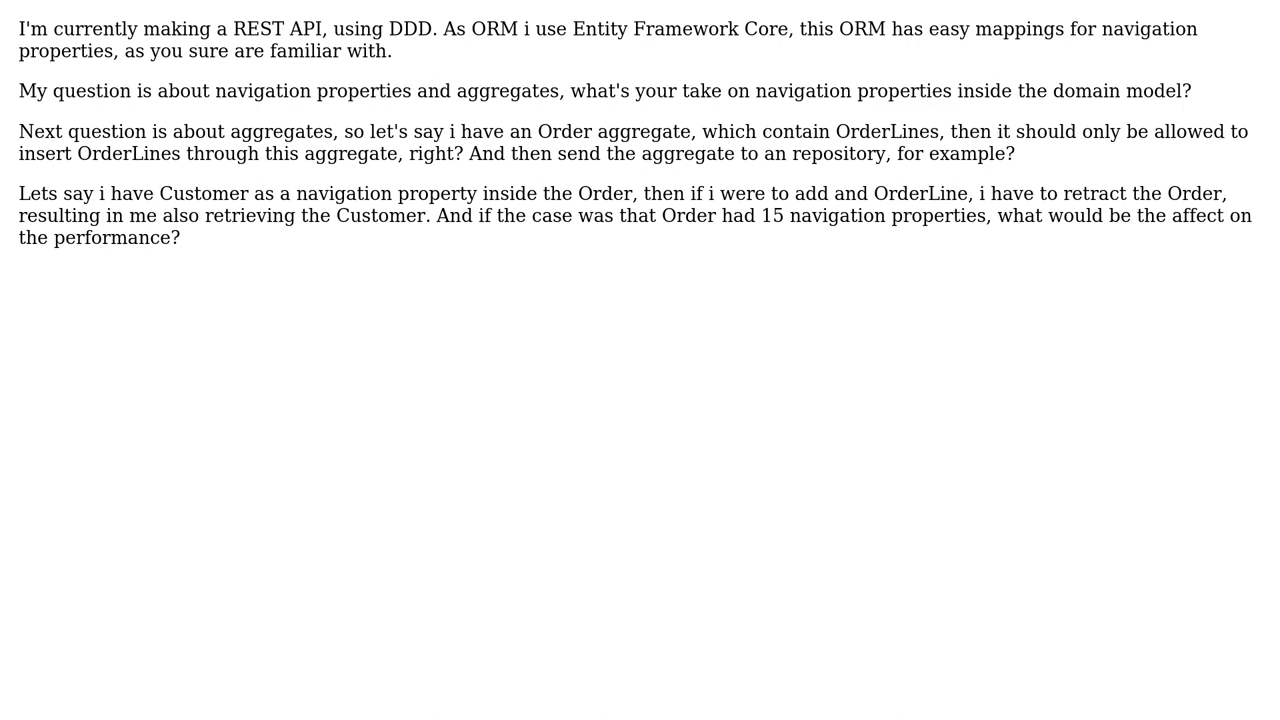 I'm currently making a REST API, using DDD. As ORM i use Entity Framework Core, this ORM has easy mappings for navigation
properties, as you sure are familiar with.
My question is about navigation properties and aggregates, what's your take on navigation properties inside the domain model?
Next question is about aggregates, so let's say i have an Order aggregate, which contain OrderLines, then it should only be allowed to
insert OrderLines through this aggregate, right? And then send the aggregate to an repository, for example?
Lets say i have Customer as a navigation property inside the Order, then if i were to add and OrderLine, i have to retract the Order,
resulting in me also retrieving the Customer. And if the case was that Order had 15 navigation properties, what would be the affect on
the performance?